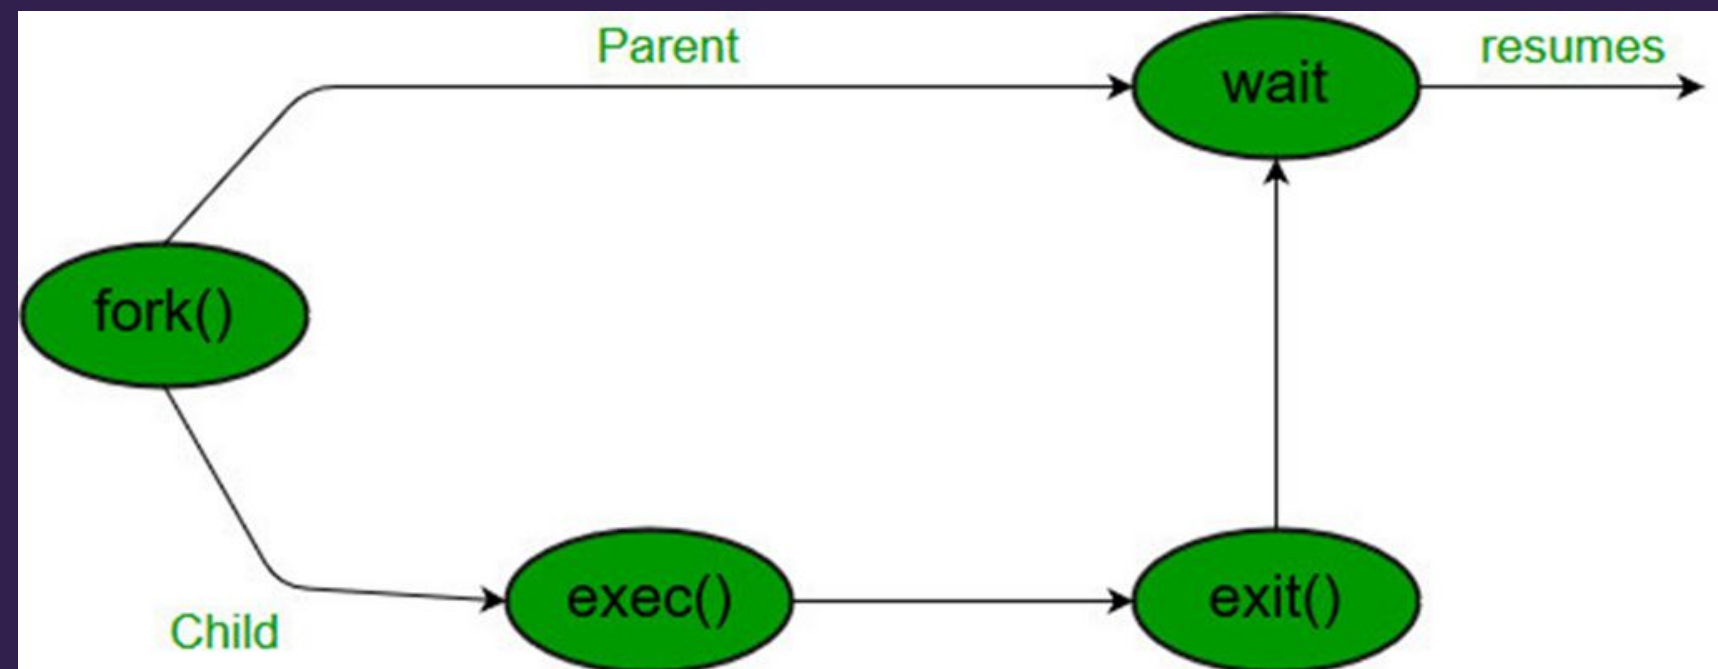 Parent
wait
resumes
fork()
exec()
exit()
Child